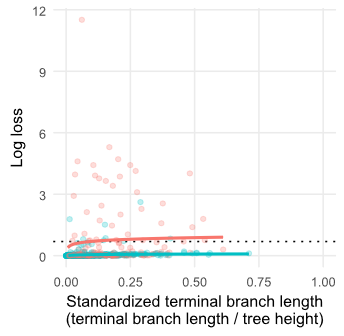 12
9
6
3
0
Log loss
0.00 0.25 0.50 0.75 1.00
Standardized terminal branch length
(terminal branch length / tree height)